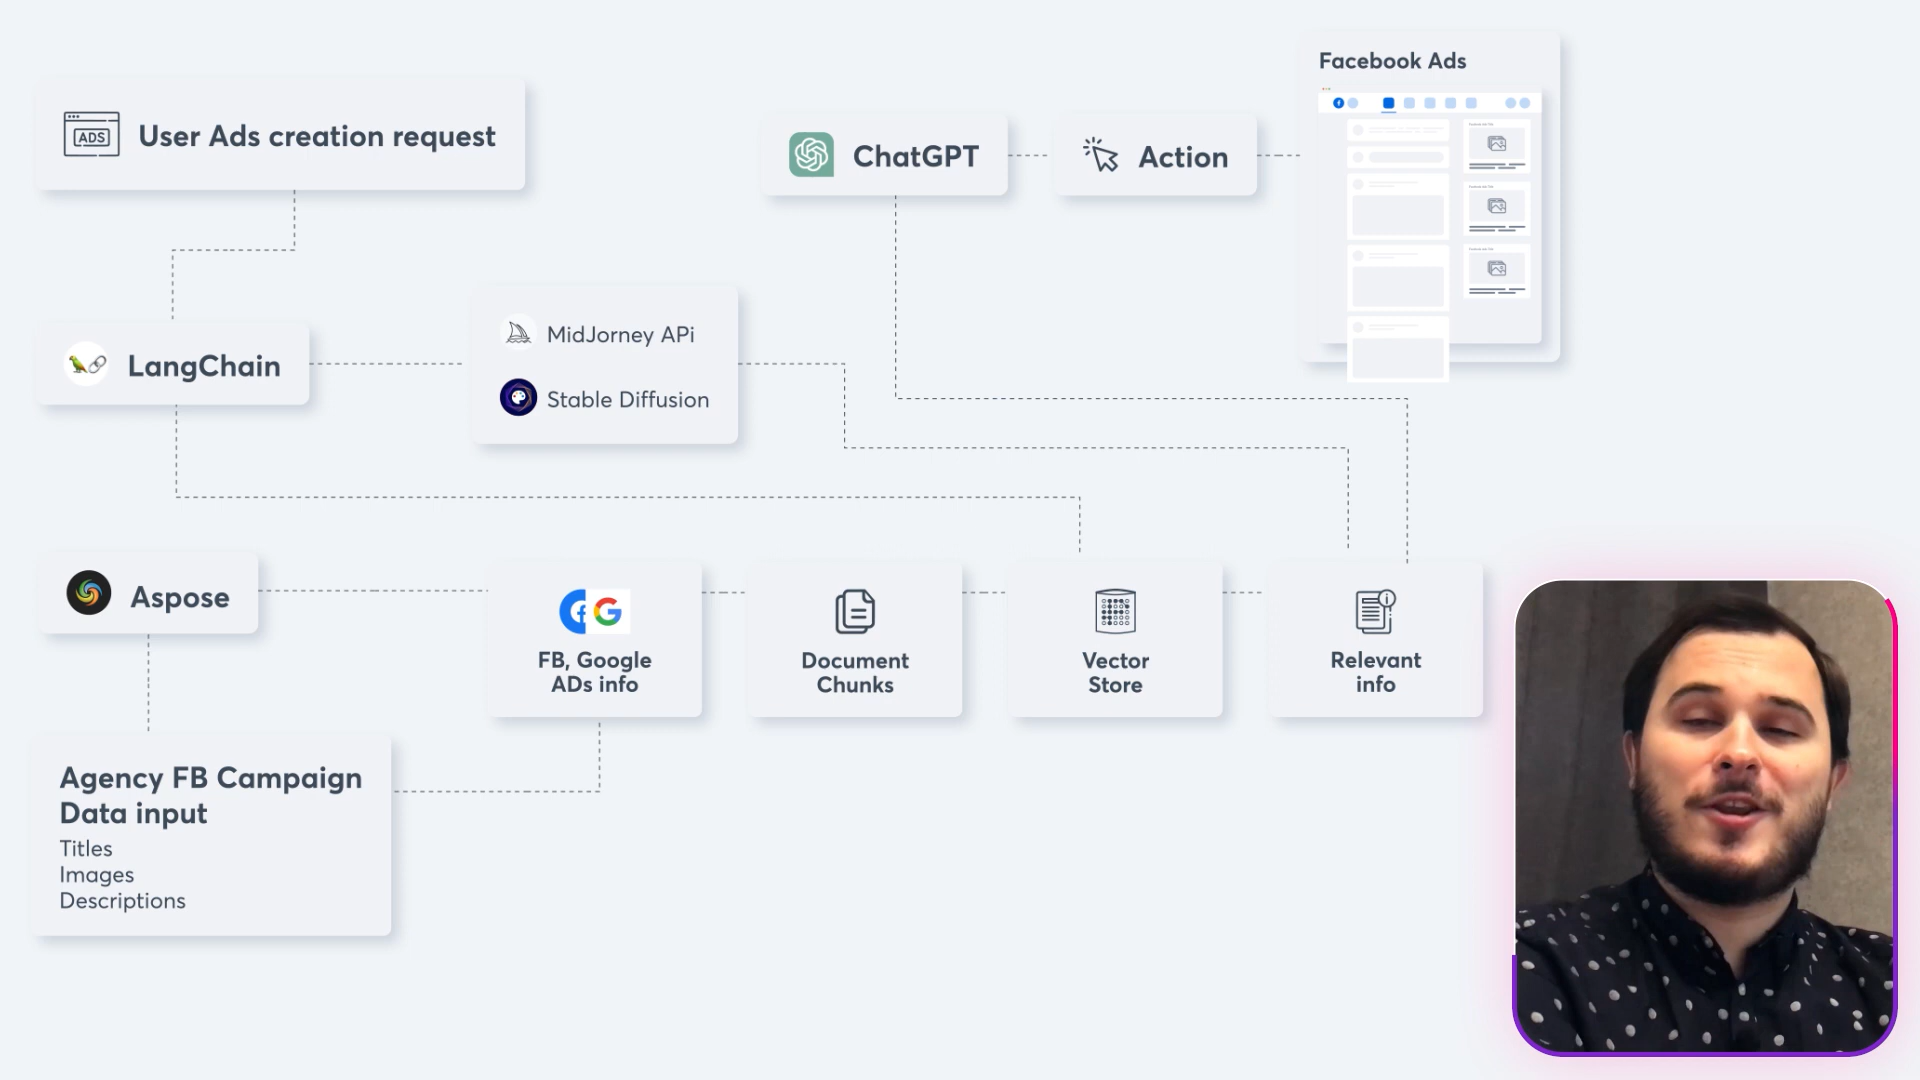 Facebook Ads
ADS
User Ads creation request
ChatGPT
Action
MidJorney APi
LangChain
Stable Diffusion
Aspose
FB, Google
ADs info
Document
Chunks
Vector
Store
Relevant
info
Agency FB Campaign
Data input
Titles
Images
Descriptions